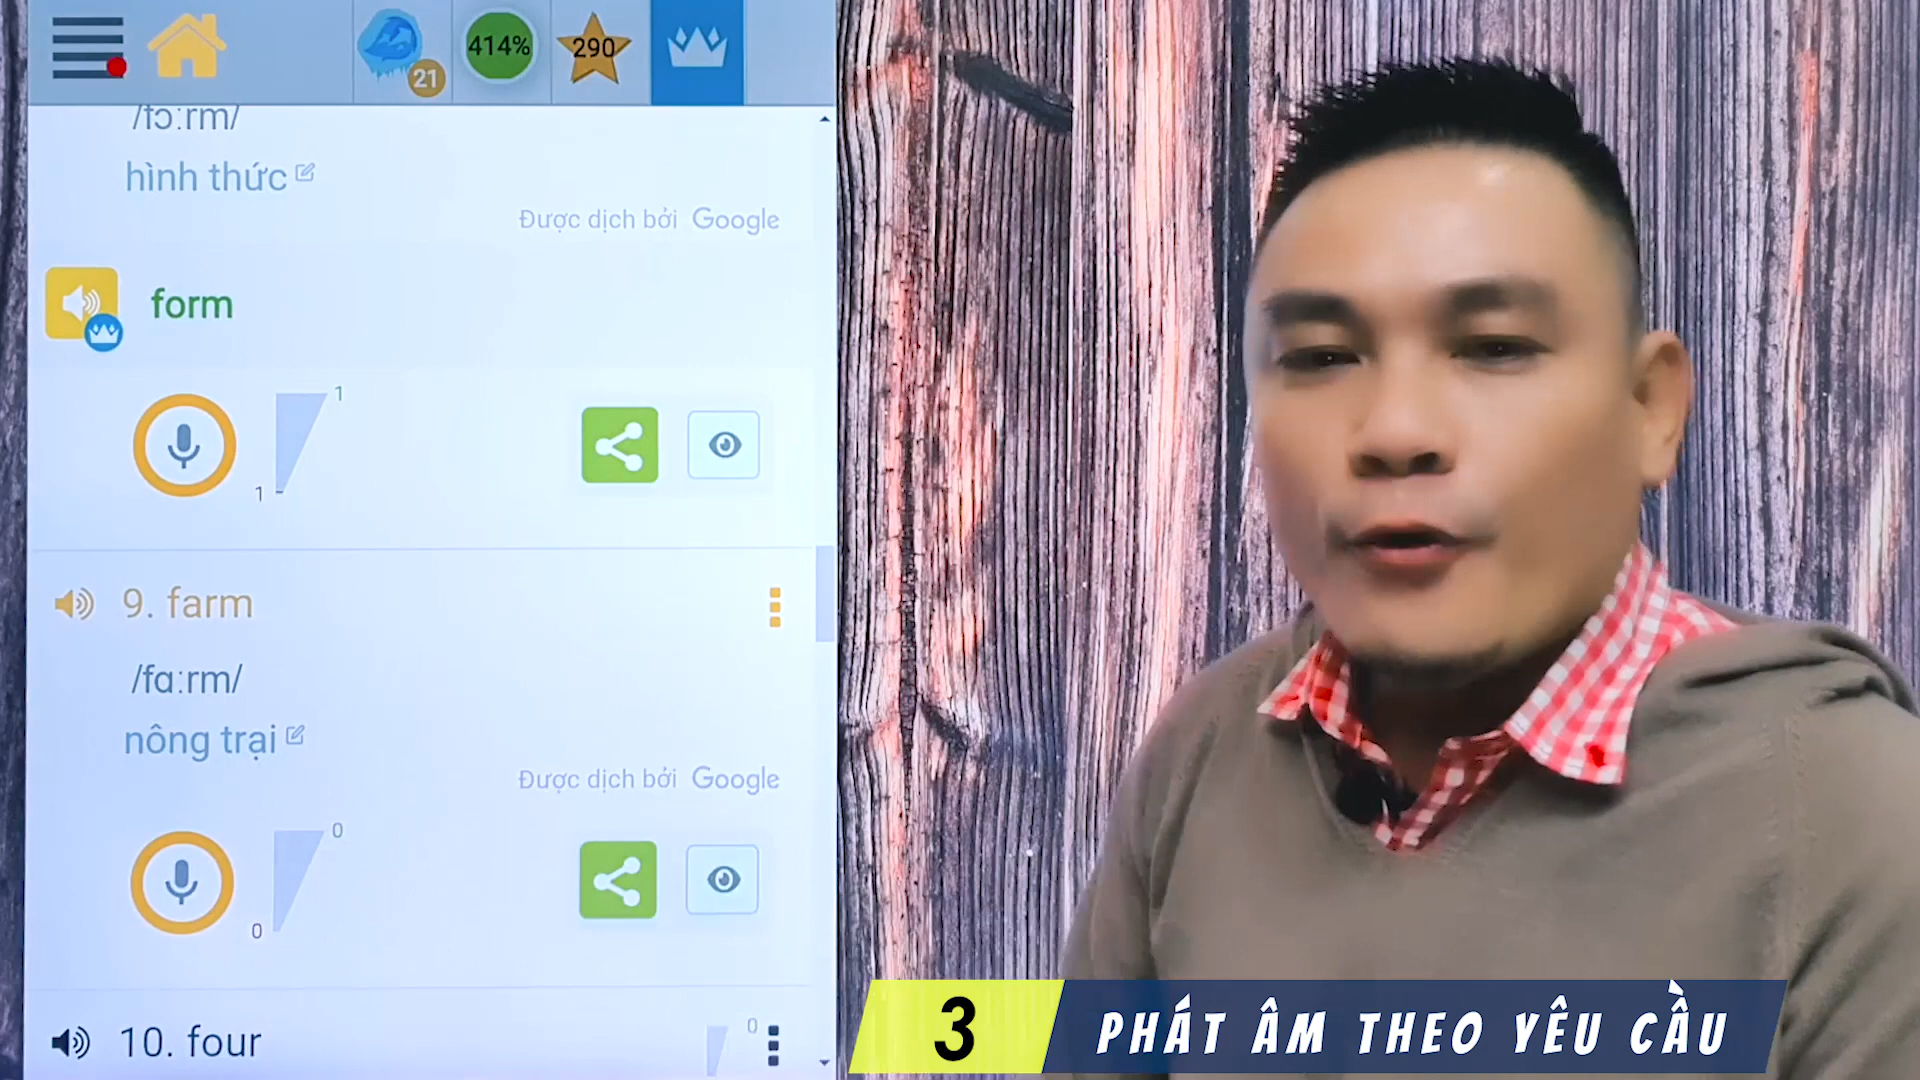 21
414%
290
/fɔːrm/
hình thức
Được dịch bởi Google
form
1
1
9. farm
/fɑːrm/
nông trại
Được dịch bởi Google
0
0
10. four
0
3 PHÁT ÂM THEO YÊU CẦU